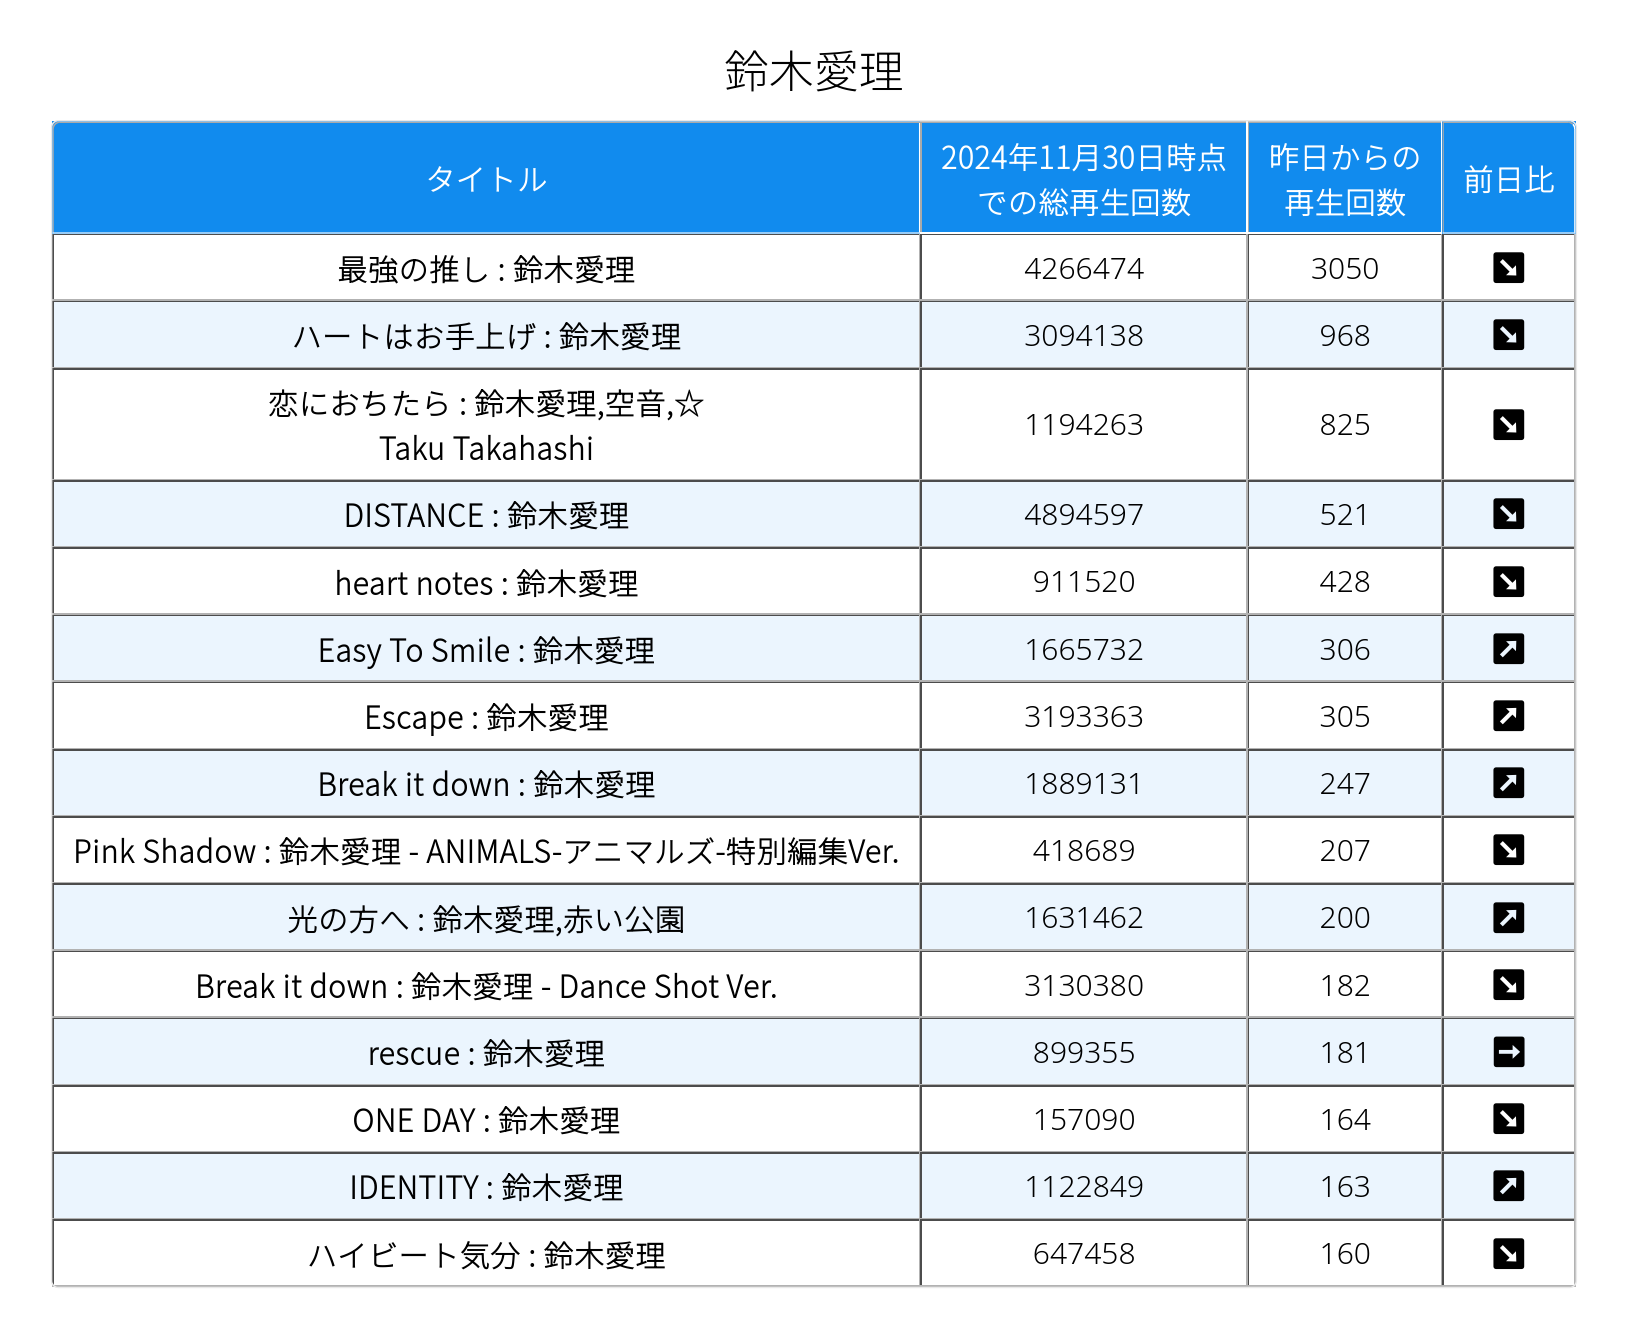 鈴木愛理
タイトル
2024年11月30日時点
での総再生回数
昨日からの
再生回数
前日比
最強の推し : 鈴木愛理 4266474 3050 ↘
ハートはお手上げ : 鈴木愛理 3094138 968 ↘
恋におちたら : 鈴木愛理,空音,☆
Taku Takahashi 1194263 825 ↘
DISTANCE : 鈴木愛理 4894597 521 ↘
heart notes : 鈴木愛理 911520 428 ↘
Easy To Smile : 鈴木愛理 1665732 306 ↗
Escape : 鈴木愛理 3193363 305 ↗
Break it down : 鈴木愛理 1889131 247 ↗
Pink Shadow : 鈴木愛理 - ANIMALS-アニマルズ-特別編集Ver. 418689 207 ↘
光の方へ : 鈴木愛理,赤い公園 1631462 200 ↗
Break it down : 鈴木愛理 - Dance Shot Ver. 3130380 182 ↘
rescue : 鈴木愛理 899355 181 →
ONE DAY : 鈴木愛理 157090 164 ↘
IDENTITY : 鈴木愛理 1122849 163 ↗
ハイビート気分 : 鈴木愛理 647458 160 ↘